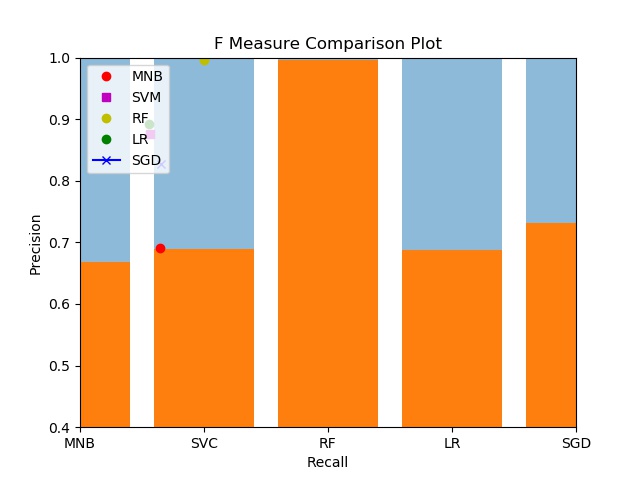 F Measure Comparison Plot
1.0
0.9
0.8
0.7
0.6
0.5
0.4
Precision
MNB
SVM
RF
LR
SGD
MNB SVC RF LR SGD
Recall